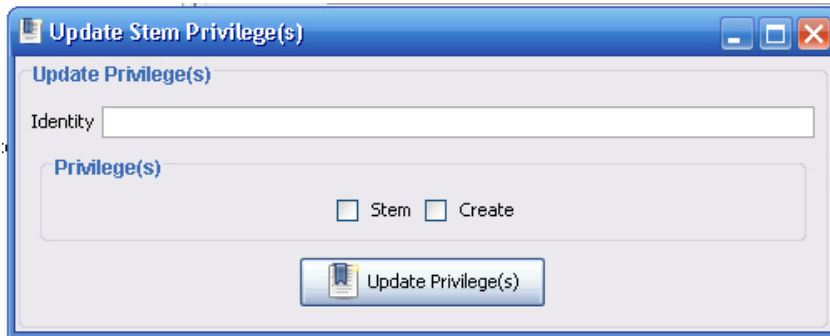 Update Stem Privilege(s)
Update Privilege(s)
Identity
Privilege(s)
Stem Create
Update Privilege(s)